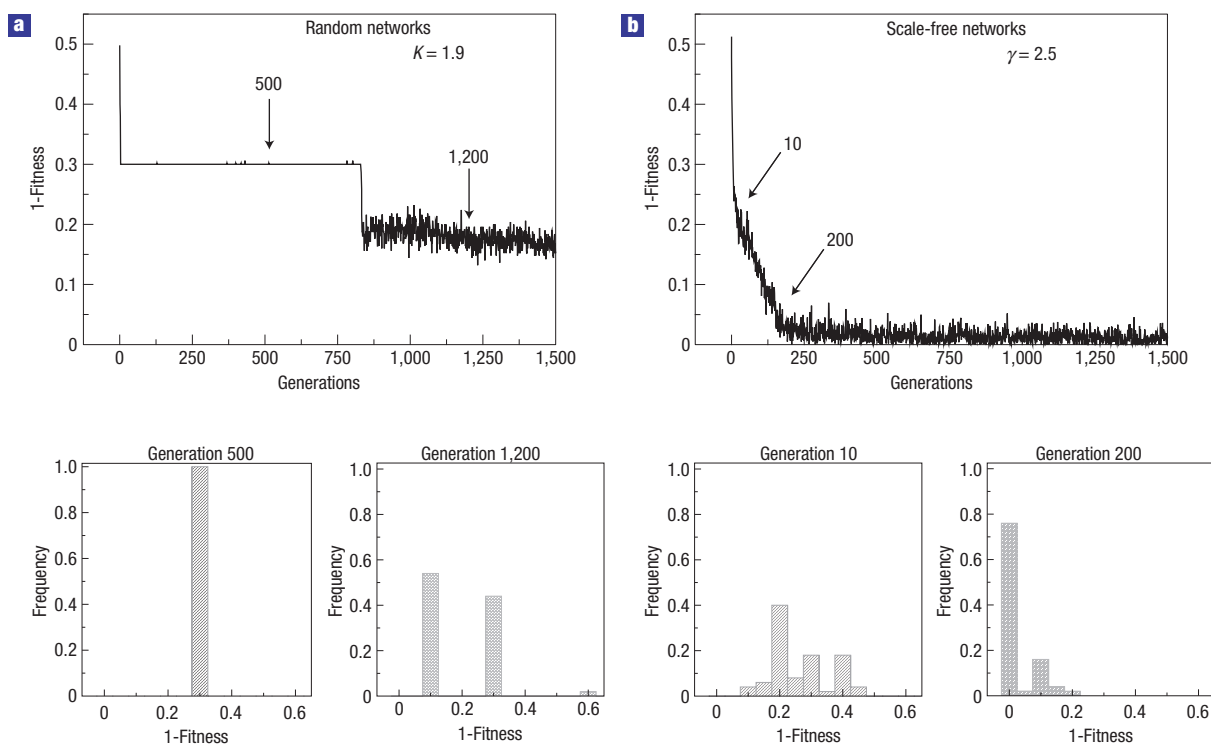 a
Random networks
K = 1.9
0.5
0.4
0.3
0.2
0.1
0
1-Fitness
500
1,200
0 250 500 750 1,000 1,250 1,500
Generations
b
Scale-free networks
γ = 2.5
0.5
0.4
0.3
0.2
0.1
0
1-Fitness
10
200
0 250 500 750 1,000 1,250 1,500
Generations
Generation 500
1.0
0.8
0.6
0.4
0.2
0
Frequency
0 0.2 0.4 0.6
1-Fitness
Generation 1,200
1.0
0.8
0.6
0.4
0.2
0
Frequency
0 0.2 0.4 0.6
1-Fitness
Generation 10
1.0
0.8
0.6
0.4
0.2
0
Frequency
0 0.2 0.4 0.6
1-Fitness
Generation 200
1.0
0.8
0.6
0.4
0.2
0
Frequency
0 0.2 0.4 0.6
1-Fitness